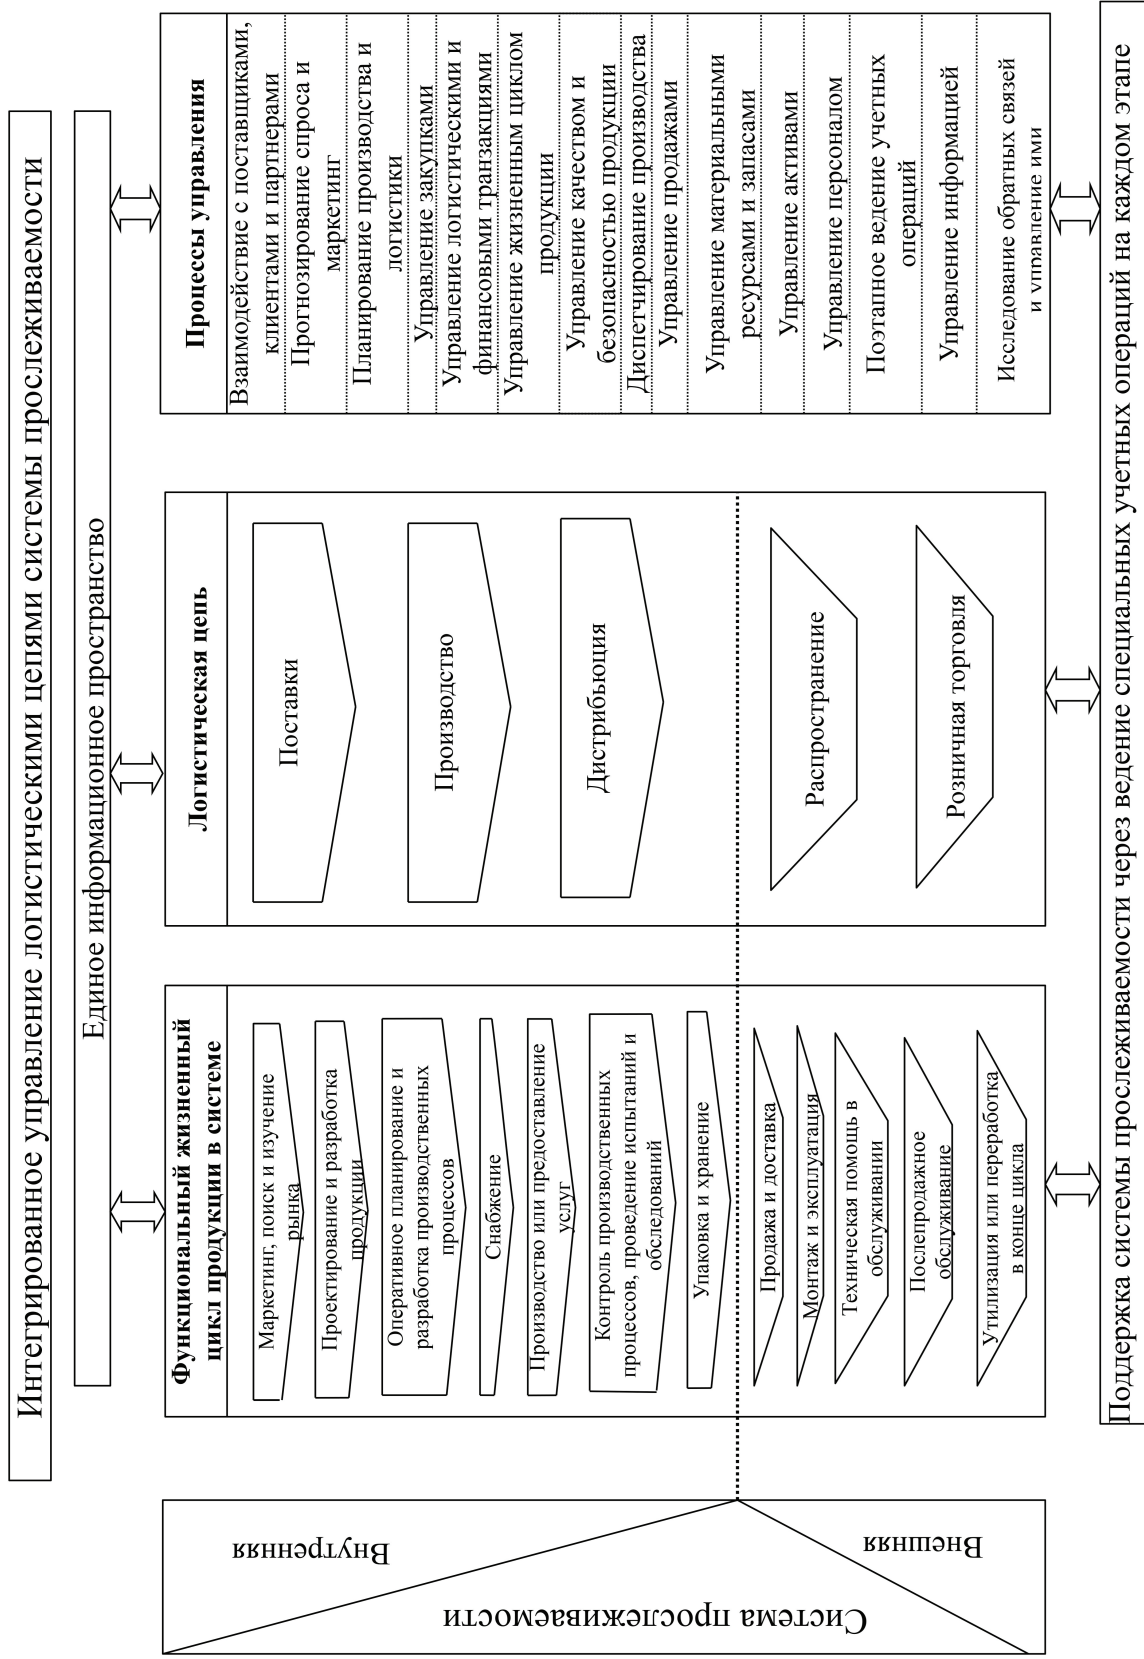 Интегрированное управление логистическими цепями системы прослеживаемости
Единое информационное пространство
Система прослеживаемости
Внутренняя
Внешняя
Функциональный жизненный
цикл продукции в системе
Маркетинг, поиск и изучение
рынка
Проектирование и разработка
продукции
Оперативное планирование и
разработка производственных
процессов
Снабжение
Производство или предоставление
услуг
Контроль производственных
процессов, проведение испытаний и
обследований
Упаковка и хранение
Продажа и доставка
Монтаж и эксплуатация
Техническая помощь в
обслуживании
Послепродажное
обслуживание
Утилизация или переработка
в конце цикла
Логистическая цепь
Поставки
Производство
Дистрибьюция
Распространение
Розничная торговля
Процессы управления
Взаимодействие с поставщиками,
клиентами и партнерами
Прогнозирование спроса и
маркетинг
Планирование производства и
логистики
Управление закупками
Управление логистическими и
финансовыми транзакциями
Управление жизненным циклом
продукции
Управление качеством и
безопасностью продукции
Диспетчирование производства
Управление продажами
Управление материальными
ресурсами и запасами
Управление активами
Управление персоналом
Поэтапное ведение учетных
операций
Управление информацией
Исследование обратных связей
и управление ими
Поддержка системы прослеживаемости через ведение специальных учетных операций на каждом этапе